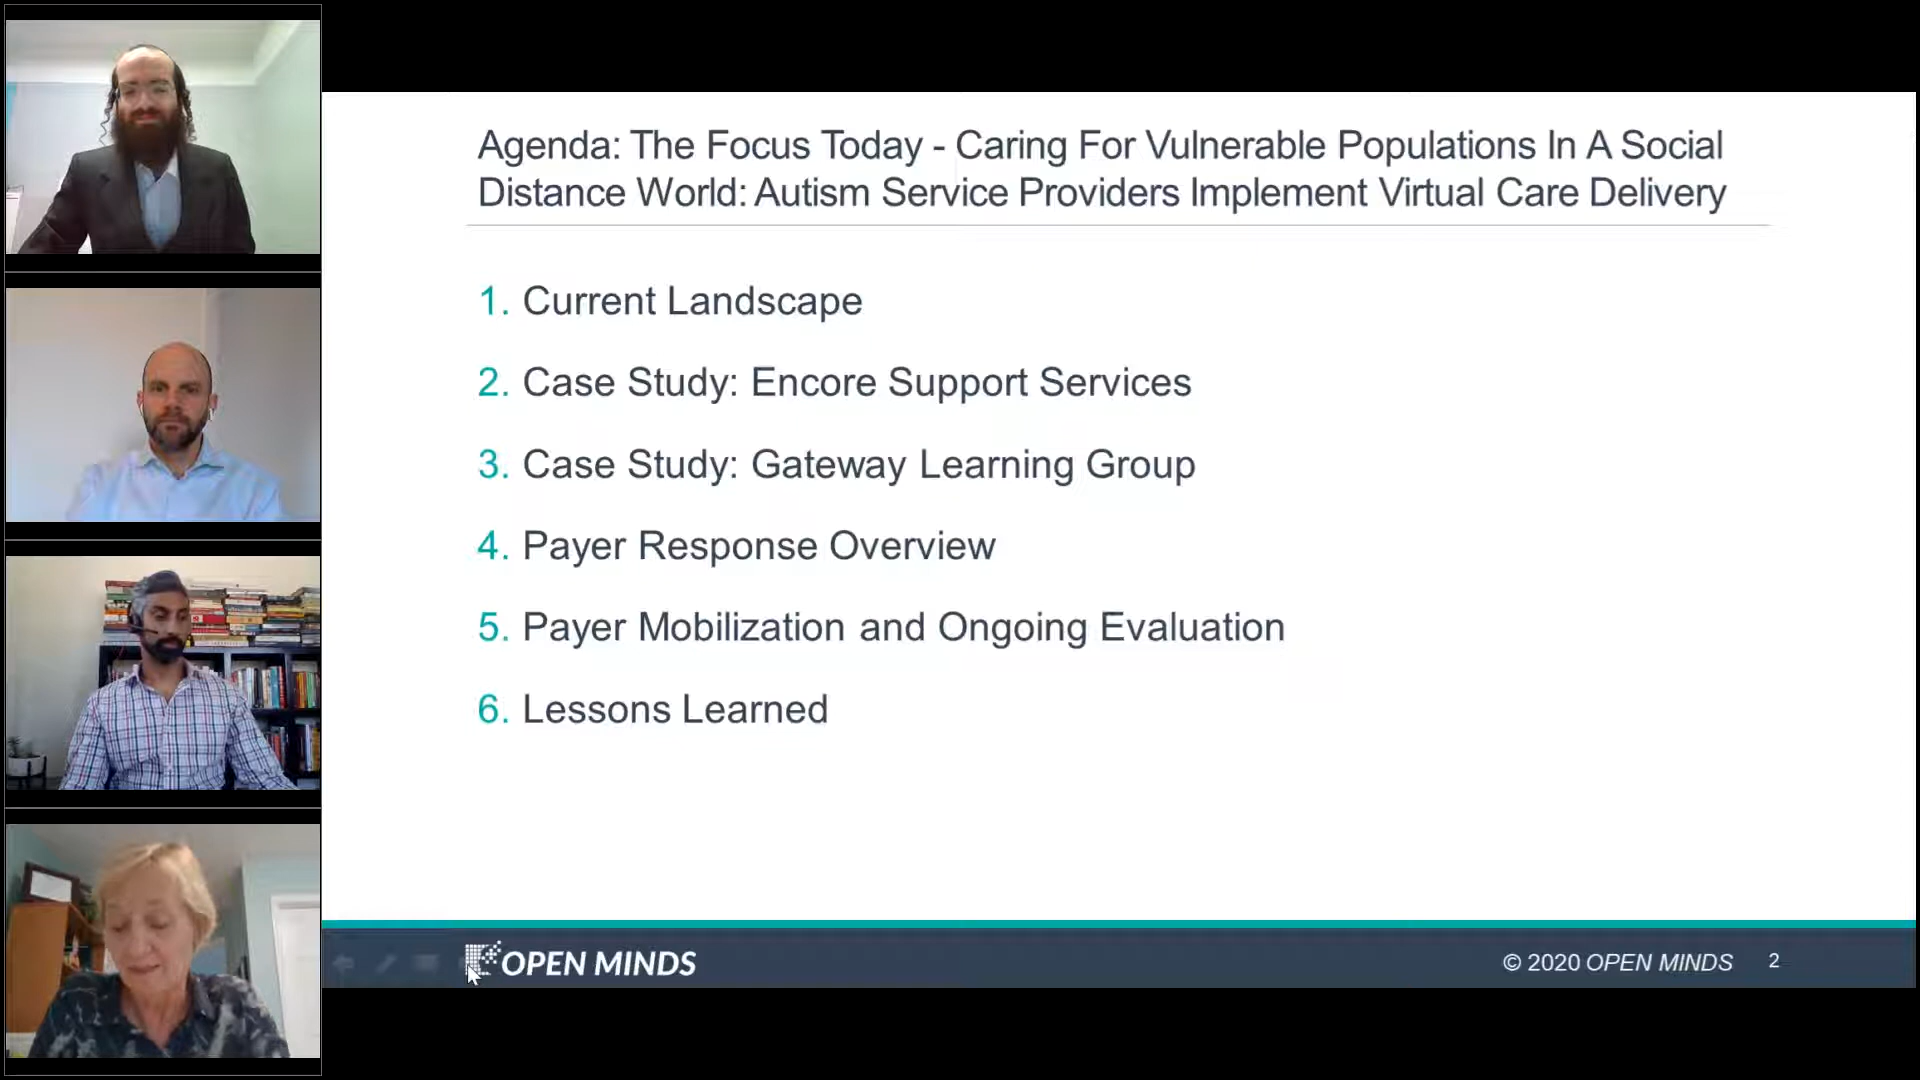 Agenda: The Focus Today - Caring For Vulnerable Populations In A Social
Distance World: Autism Service Providers Implement Virtual Care Delivery
1. Current Landscape
2. Case Study: Encore Support Services
3. Case Study: Gateway Learning Group
4. Payer Response Overview
5. Payer Mobilization and Ongoing Evaluation
6. Lessons Learned
OPEN MINDS
© 2020 OPEN MINDS 2